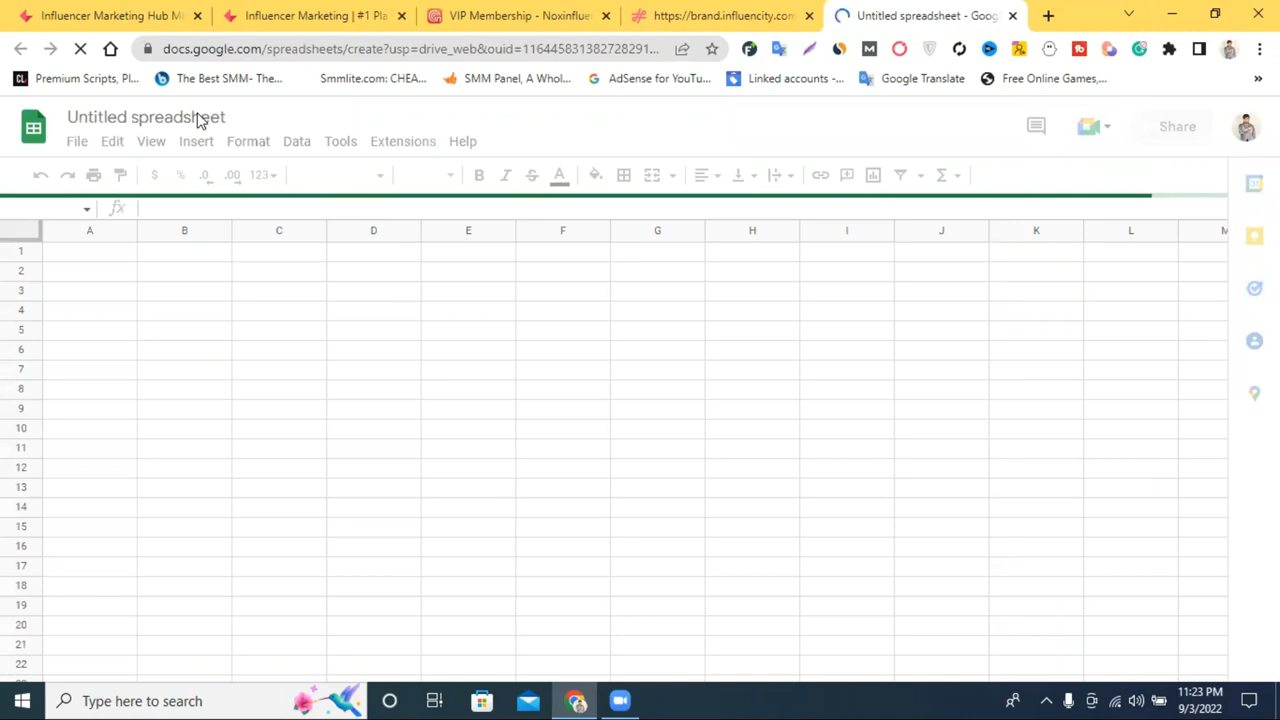 Influencer Marketing Hub M
Influencer Marketing | #1 Pla
VIP Membership - Noxinfluen
https://brand.influencity.com
Untitled spreadsheet - Goog
docs.google.com/spreadsheets/create?usp=drive_web&ouid=116445831382728291...
Premium Scripts, Pl...
The Best SMM- The...
Smmlite.com: CHEA...
SMM Panel, A Whol...
AdSense for YouTu...
Linked accounts -...
Google Translate
Free Online Games,...
Untitled spreadsheet
File Edit View Insert Format Data Tools Extensions Help
Share
$ % .0 .00 123
fx
A B C D E F G H I J K L M
1
2
3
4
5
6
7
8
9
10
11
12
13
14
15
16
17
18
19
20
21
22
Type here to search
11:23 PM
9/3/2022